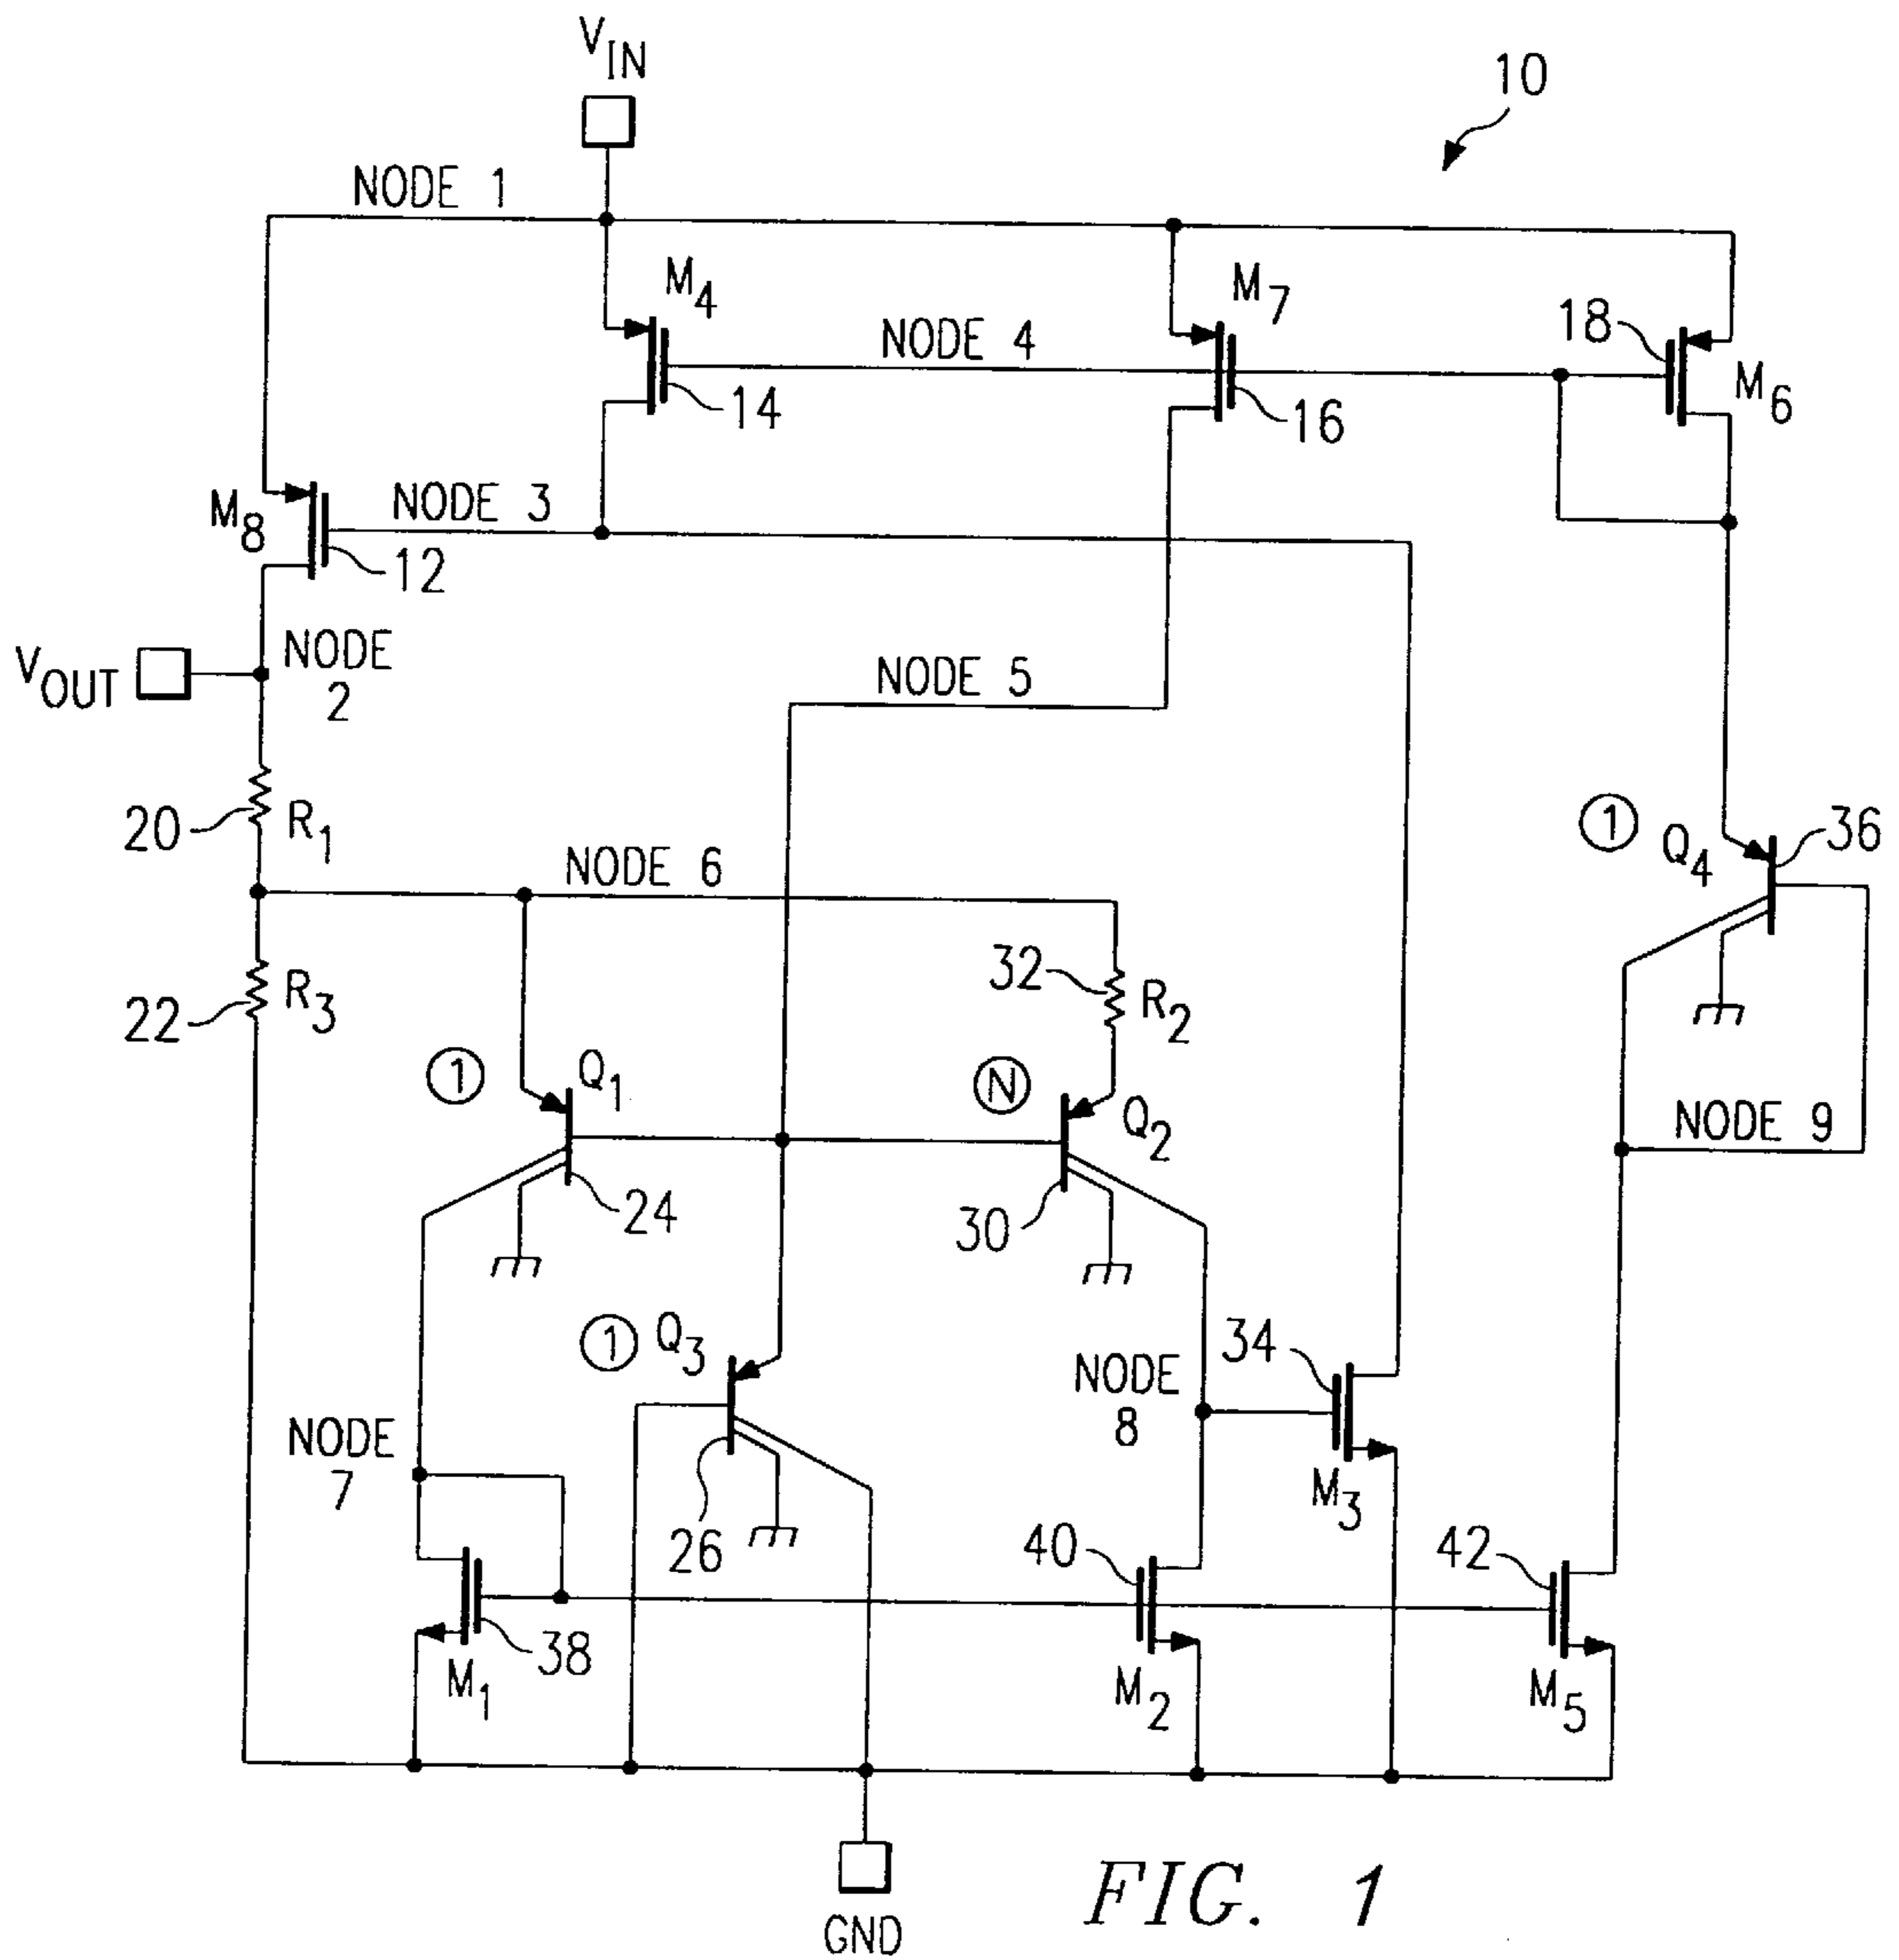 V_IN
10
NODE 1
M_4
M_7
18
NODE 4
M_6
14
16
M_8
NODE 3
12
V_OUT
NODE
2
NODE 5
20
R_1
1
Q_4
36
NODE 6
22
R_3
32
R_2
1
Q_1
N
Q_2
NODE 9
24
30
1
Q_3
34
NODE
8
NODE
7
26
M_3
40
42
38
M_1
M_2
M_5
GND
FIG. 1